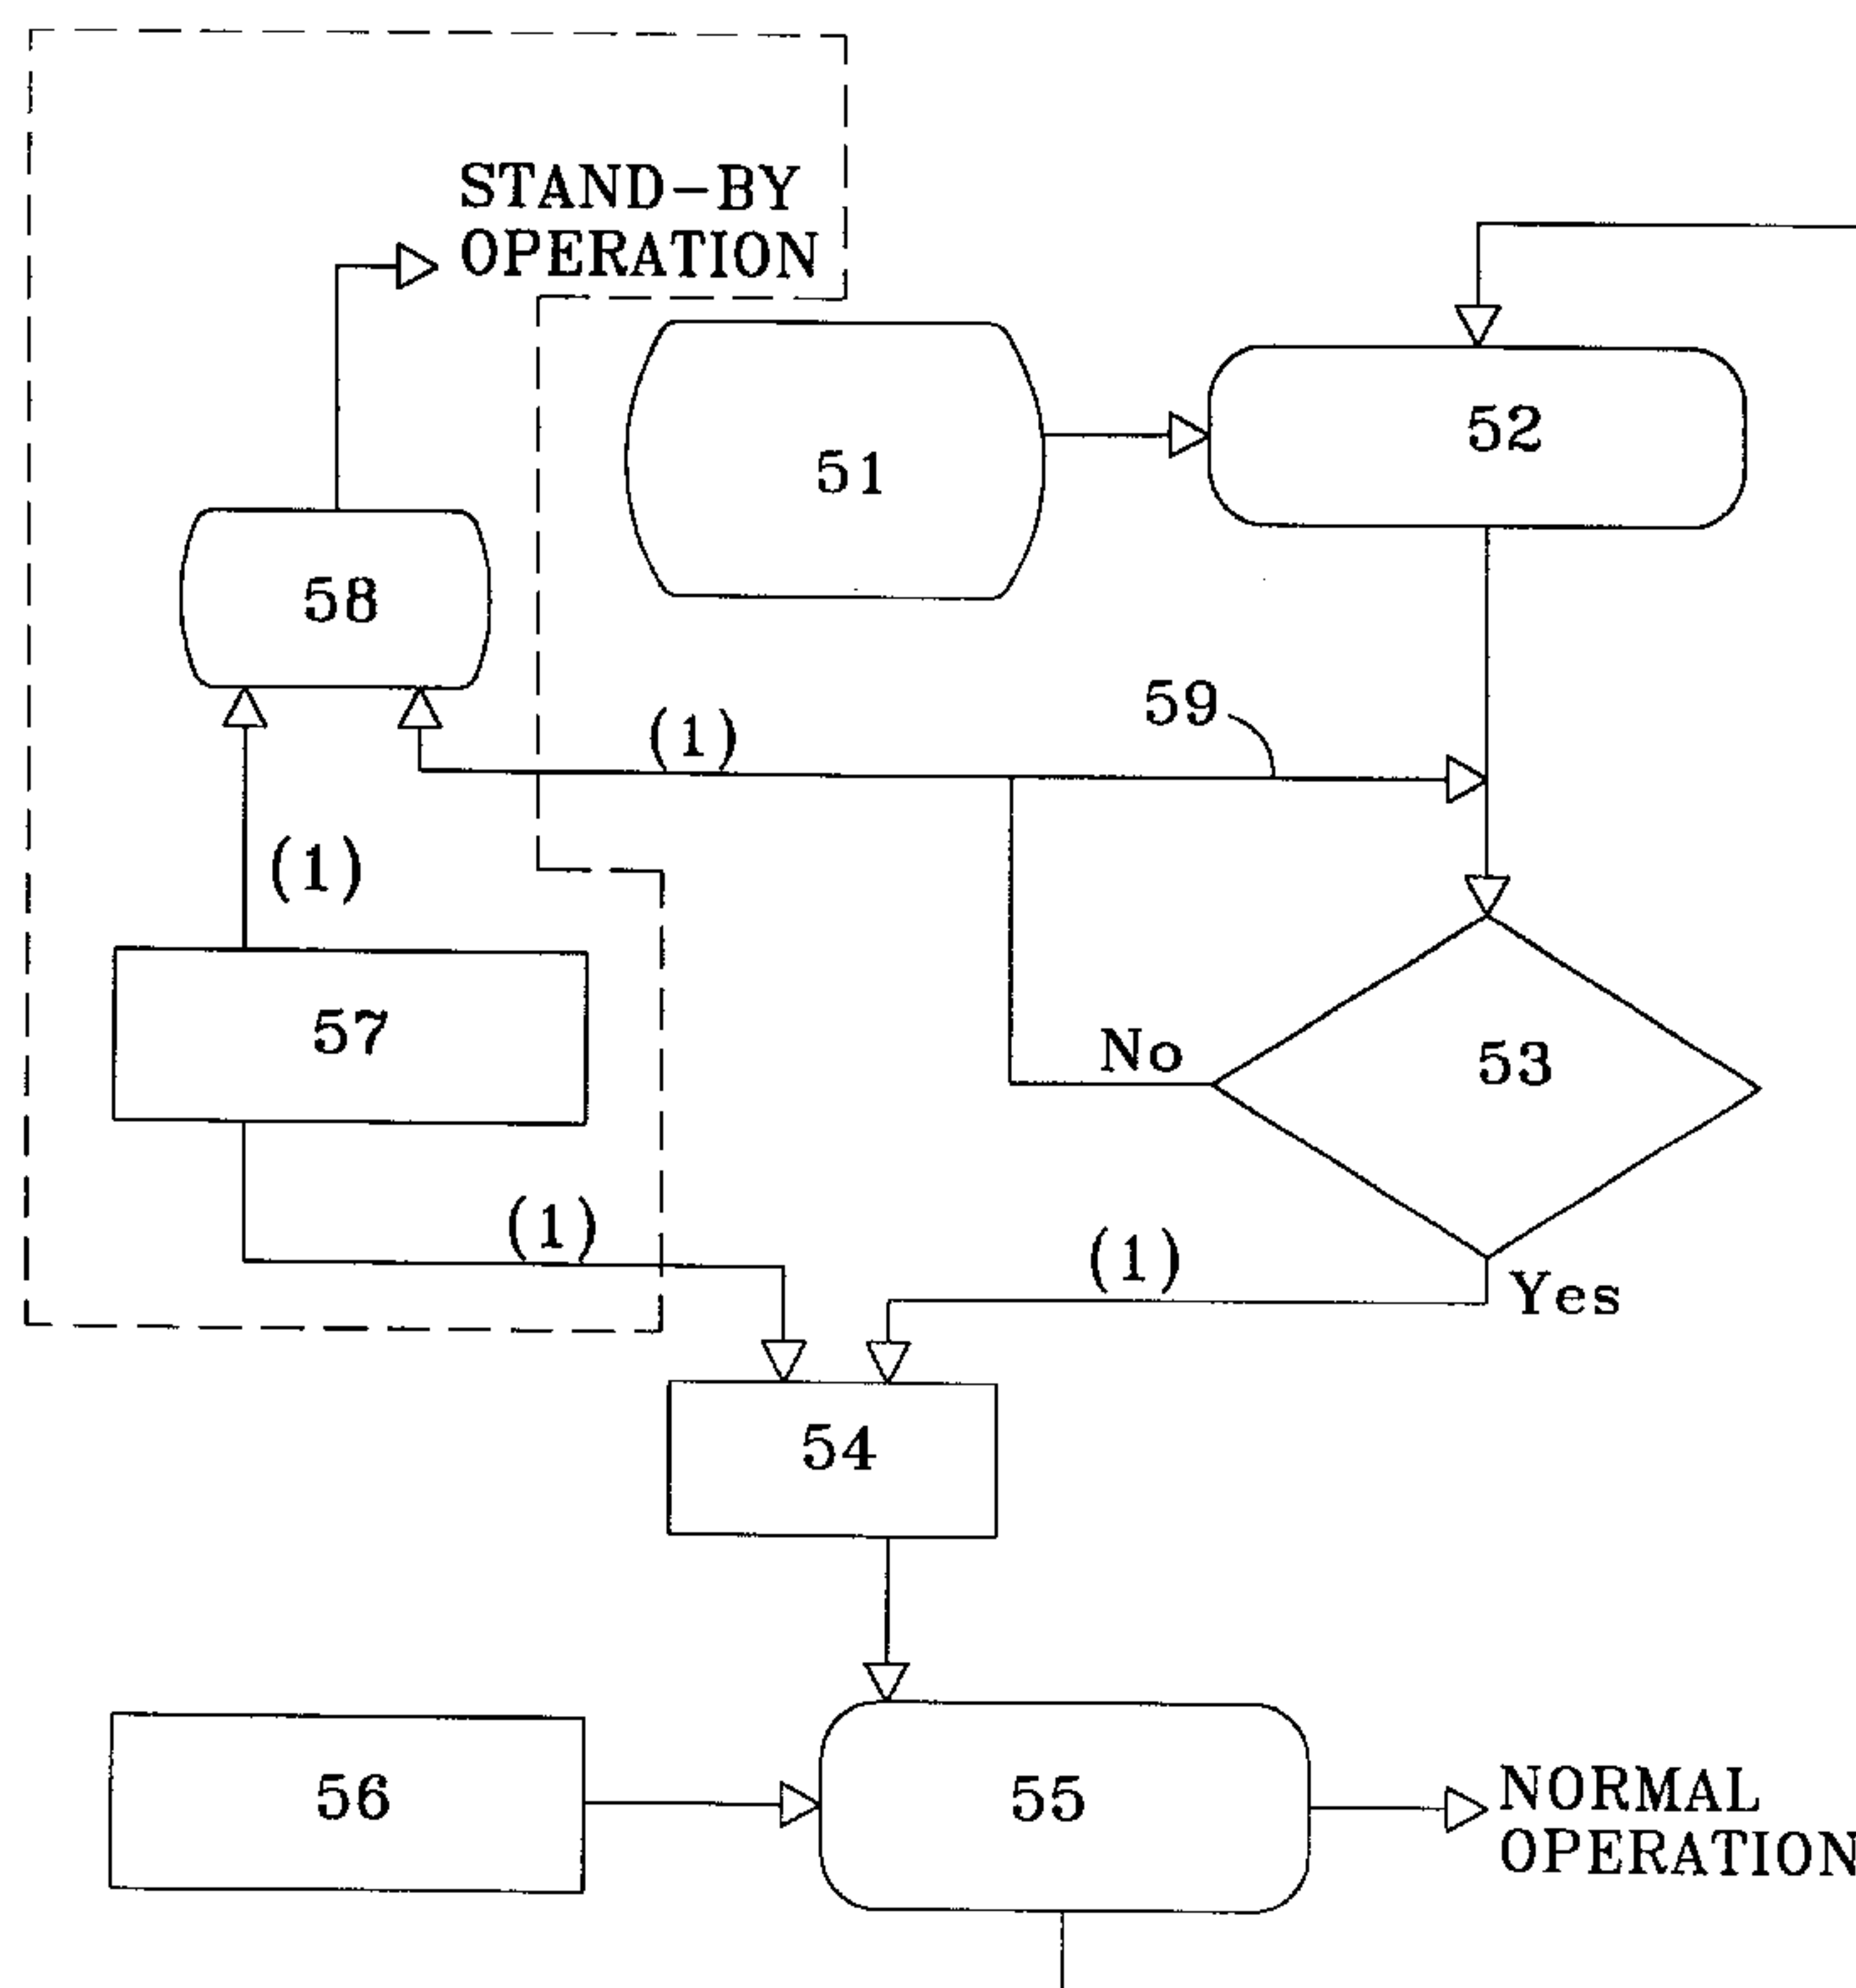 STAND-BY
OPERATION
51
52
58
59
(1)
(1)
57
No
53
(1)
(1)
Yes
54
56
55
NORMAL
OPERATION